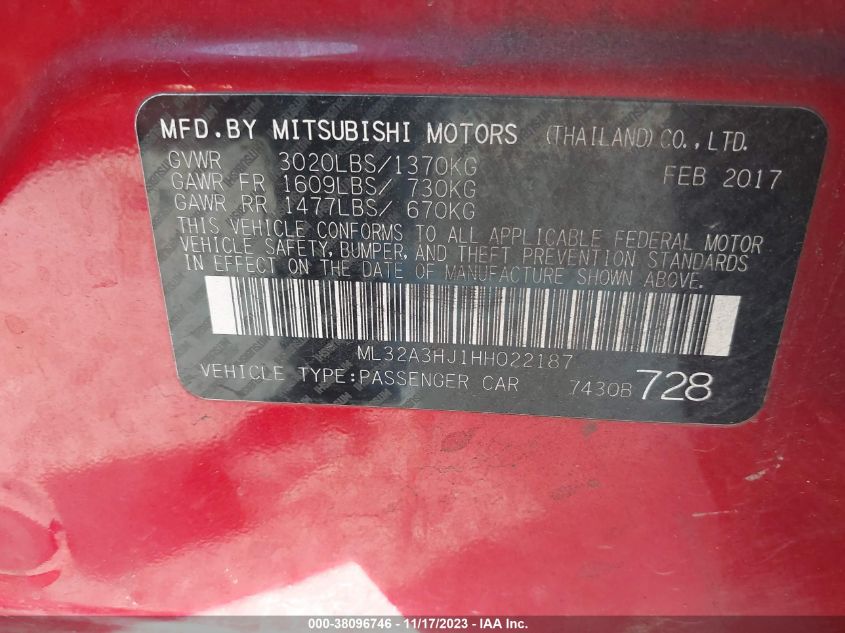 MFD.BY MITSUBISHI MOTORS (THAILAND) CO.,LTD.
GVWR 3020LBS/1370KG FEB 2017
GAWR FR 1609LBS/ 730KG
GAWR RR 1477LBS/ 670KG
THIS VEHICLE CONFORMS TO ALL APPLICABLE FEDERAL MOTOR
VEHICLE SAFETY, BUMPER, AND THEFT PREVENTION STANDARDS
IN EFFECT ON THE DATE OF MANUFACTURE SHOWN ABOVE.
ML32A3HJ1HH022187
VEHICLE TYPE:PASSENGER CAR 7430B 728
000-38096746 - 11/17/2023 - IAA Inc.